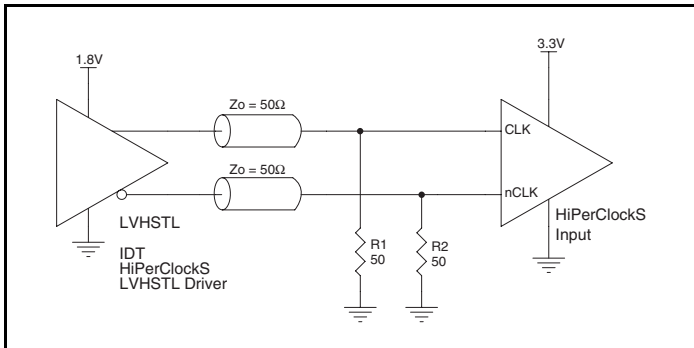 1.8V
3.3V
Zo = 50Ω
CLK
Zo = 50Ω
nCLK
LVHSTL
IDT
HiPerClockS
LVHSTL Driver
R1
50
R2
50
HiPerClockS
Input